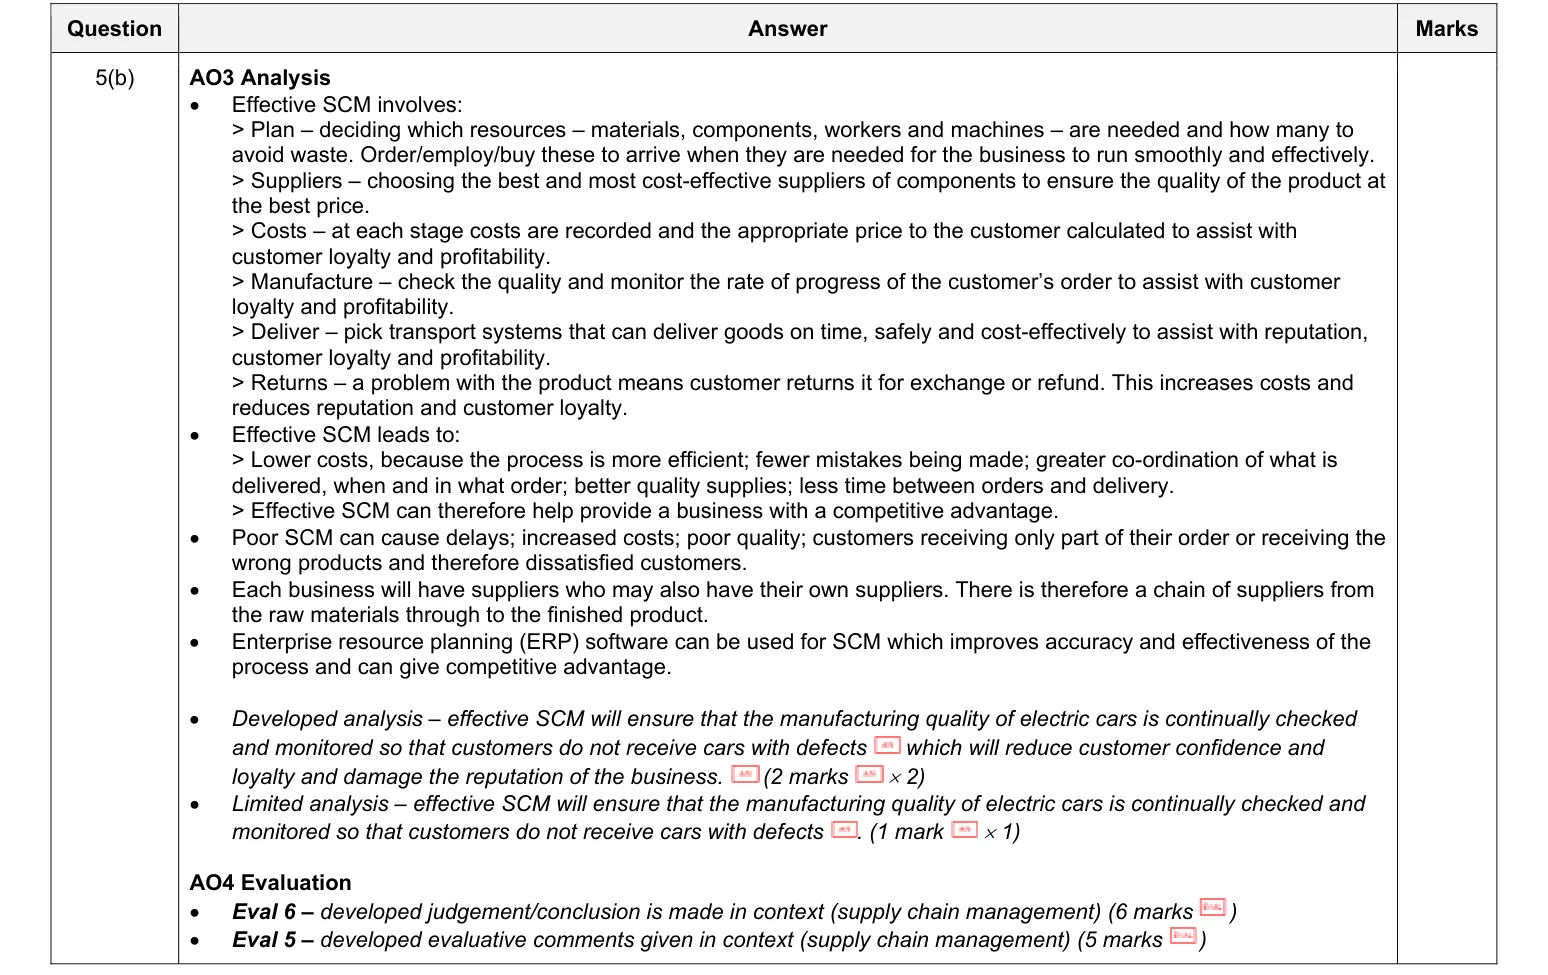 Question Answer Marks
5(b) AO3 Analysis
• Effective SCM involves:
> Plan – deciding which resources – materials, components, workers and machines – are needed and how many to
avoid waste. Order/employ/buy these to arrive when they are needed for the business to run smoothly and effectively.
> Suppliers – choosing the best and most cost-effective suppliers of components to ensure the quality of the product at
the best price.
> Costs – at each stage costs are recorded and the appropriate price to the customer calculated to assist with
customer loyalty and profitability.
> Manufacture – check the quality and monitor the rate of progress of the customer’s order to assist with customer
loyalty and profitability.
> Deliver – pick transport systems that can deliver goods on time, safely and cost-effectively to assist with reputation,
customer loyalty and profitability.
> Returns – a problem with the product means customer returns it for exchange or refund. This increases costs and
reduces reputation and customer loyalty.
• Effective SCM leads to:
> Lower costs, because the process is more efficient; fewer mistakes being made; greater co-ordination of what is
delivered, when and in what order; better quality supplies; less time between orders and delivery.
> Effective SCM can therefore help provide a business with a competitive advantage.
• Poor SCM can cause delays; increased costs; poor quality; customers receiving only part of their order or receiving the
wrong products and therefore dissatisfied customers.
• Each business will have suppliers who may also have their own suppliers. There is therefore a chain of suppliers from
the raw materials through to the finished product.
• Enterprise resource planning (ERP) software can be used for SCM which improves accuracy and effectiveness of the
process and can give competitive advantage.
• Developed analysis – effective SCM will ensure that the manufacturing quality of electric cars is continually checked
and monitored so that customers do not receive cars with defects which will reduce customer confidence and
loyalty and damage the reputation of the business. (2 marks × 2)
• Limited analysis – effective SCM will ensure that the manufacturing quality of electric cars is continually checked and
monitored so that customers do not receive cars with defects . (1 mark × 1)
AO4 Evaluation
• Eval 6 – developed judgement/conclusion is made in context (supply chain management) (6 marks )
• Eval 5 – developed evaluative comments given in context (supply chain management) (5 marks )